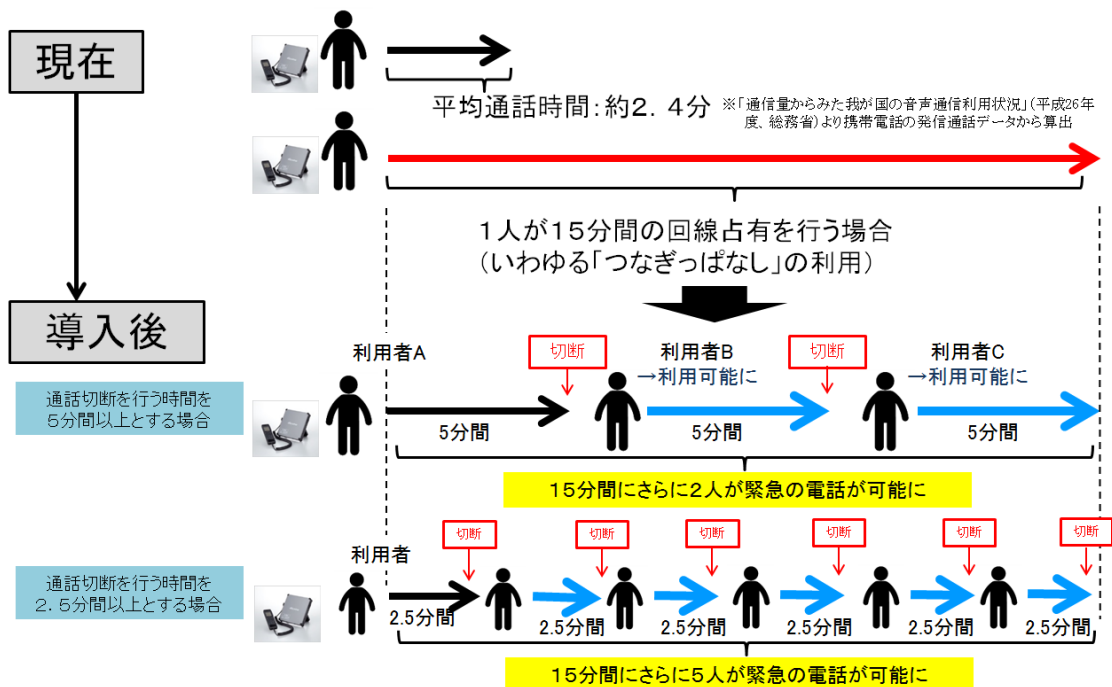 現在
平均通話時間：約2．4分
※「通信量からみた我が国の音声通信利用状況」（平成26年
度、総務省）より携帯電話の発信通話データから算出
1人が15分間の回線占有を行う場合
（いわゆる「つなぎっぱなし」の利用）
導入後
通話切断を行う時間を
5分間以上とする場合
利用者A
切断
利用者B
→利用可能に
切断
利用者C
→利用可能に
5分間
5分間
5分間
15分間にさらに2人が緊急の電話が可能に
通話切断を行う時間を
2．5分間以上とする場合
利用者
切断
切断
切断
切断
切断
切断
2.5分間
2.5分間
2.5分間
2.5分間
2.5分間
2.5分間
15分間にさらに5人が緊急の電話が可能に